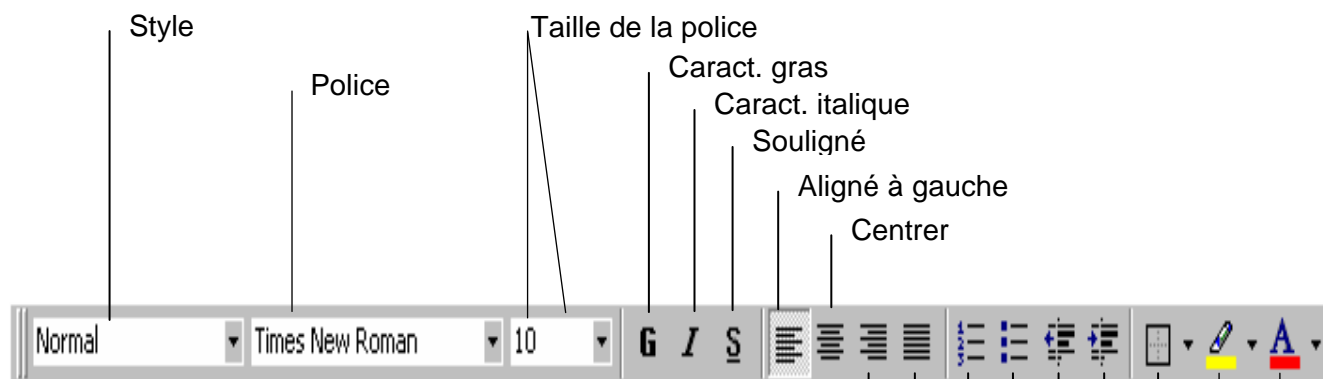 Style
Taille de la police
Caract. gras
Police
Caract. italique
Souligné
Aligné à gauche
Centrer
Normal Times New Roman 10 G I S A